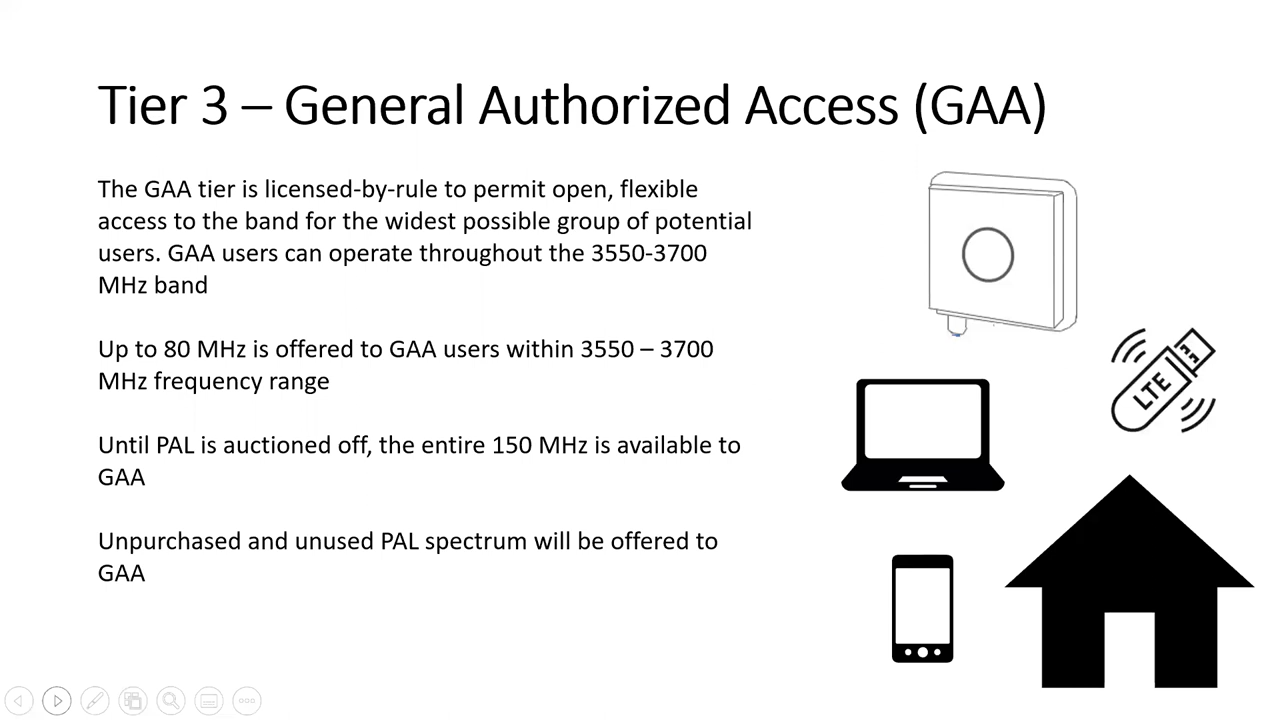 Tier 3 – General Authorized Access (GAA)
The GAA tier is licensed-by-rule to permit open, flexible
access to the band for the widest possible group of potential
users. GAA users can operate throughout the 3550-3700
MHz band
Up to 80 MHz is offered to GAA users within 3550 – 3700
MHz frequency range
Until PAL is auctioned off, the entire 150 MHz is available to
GAA
Unpurchased and unused PAL spectrum will be offered to
GAA
LTE